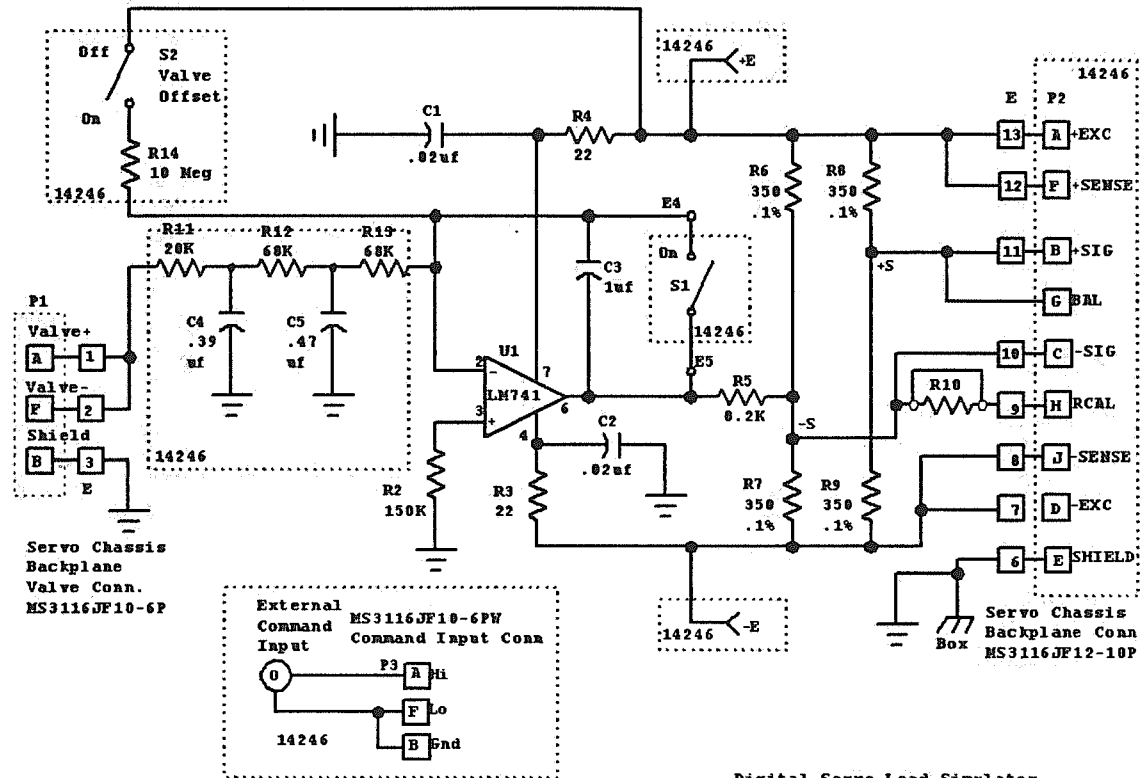 Off
S2
Valve
Offset
On
R14
10 Meg
14246
14246
+E
C1
.02uf
R4
22
14246
E
P2
13
A
+EXC
12
F
+SENSE
R6
350
.1%
R8
350
.1%
E4
R11
20K
R12
68K
R13
68K
C3
1uf
On
S1
14246
+S
11
B
+SIG
G
BAL
P1
Valve+
A
1
Valve-
F
2
Shield
B
3
E
C4
.39
uf
C5
.47
uf
14246
U1
LM741
2
-
3
+
7
6
4
E5
R5
8.2K
-S
10
C
-SIG
R10
9
H
RCAL
C2
.02uf
R2
150K
R3
22
R7
350
.1%
R9
350
.1%
8
J
-SENSE
7
D
-EXC
6
E
SHIELD
Servo Chassis
Backplane
Valve Conn.
MS3116JF10-6P
14246
-E
Box
Servo Chassis
Backplane Conn
MS3116JF12-10P
External
Command
Input
MS3116JF10-6PW
Command Input Conn
O
P3
A
Hi
F
Lo
B
Gnd
14246
Digital Servo Load Simulator